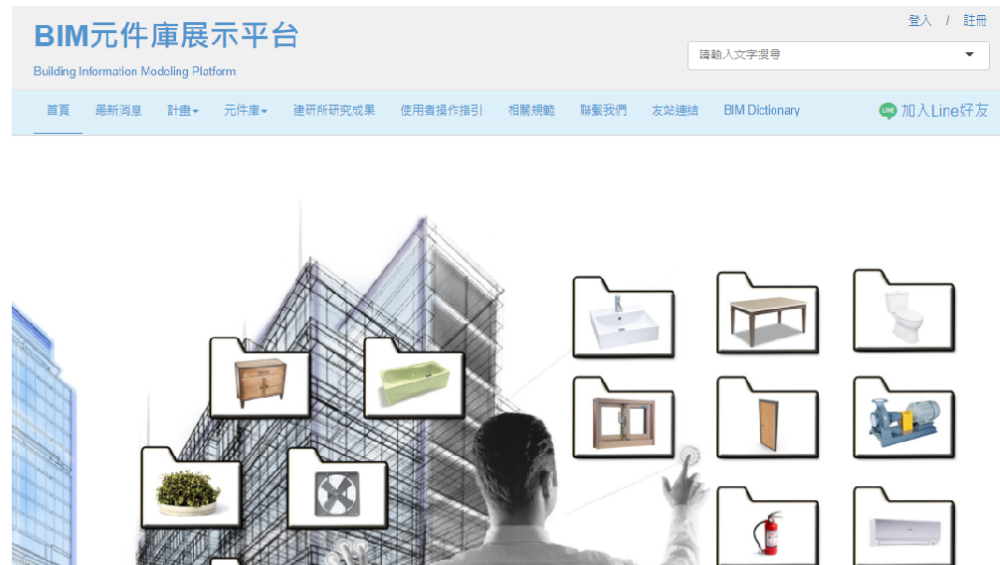 登入 / 註冊
BIM元件庫展示平台
請輸入文字搜尋
Building Information Modeling Platform
首頁 最新消息 計畫 元件庫 建研所研究成果 使用者操作指引 相關規範 聯繫我們 友站連結 BIM Dictionary LINE 加入Line好友